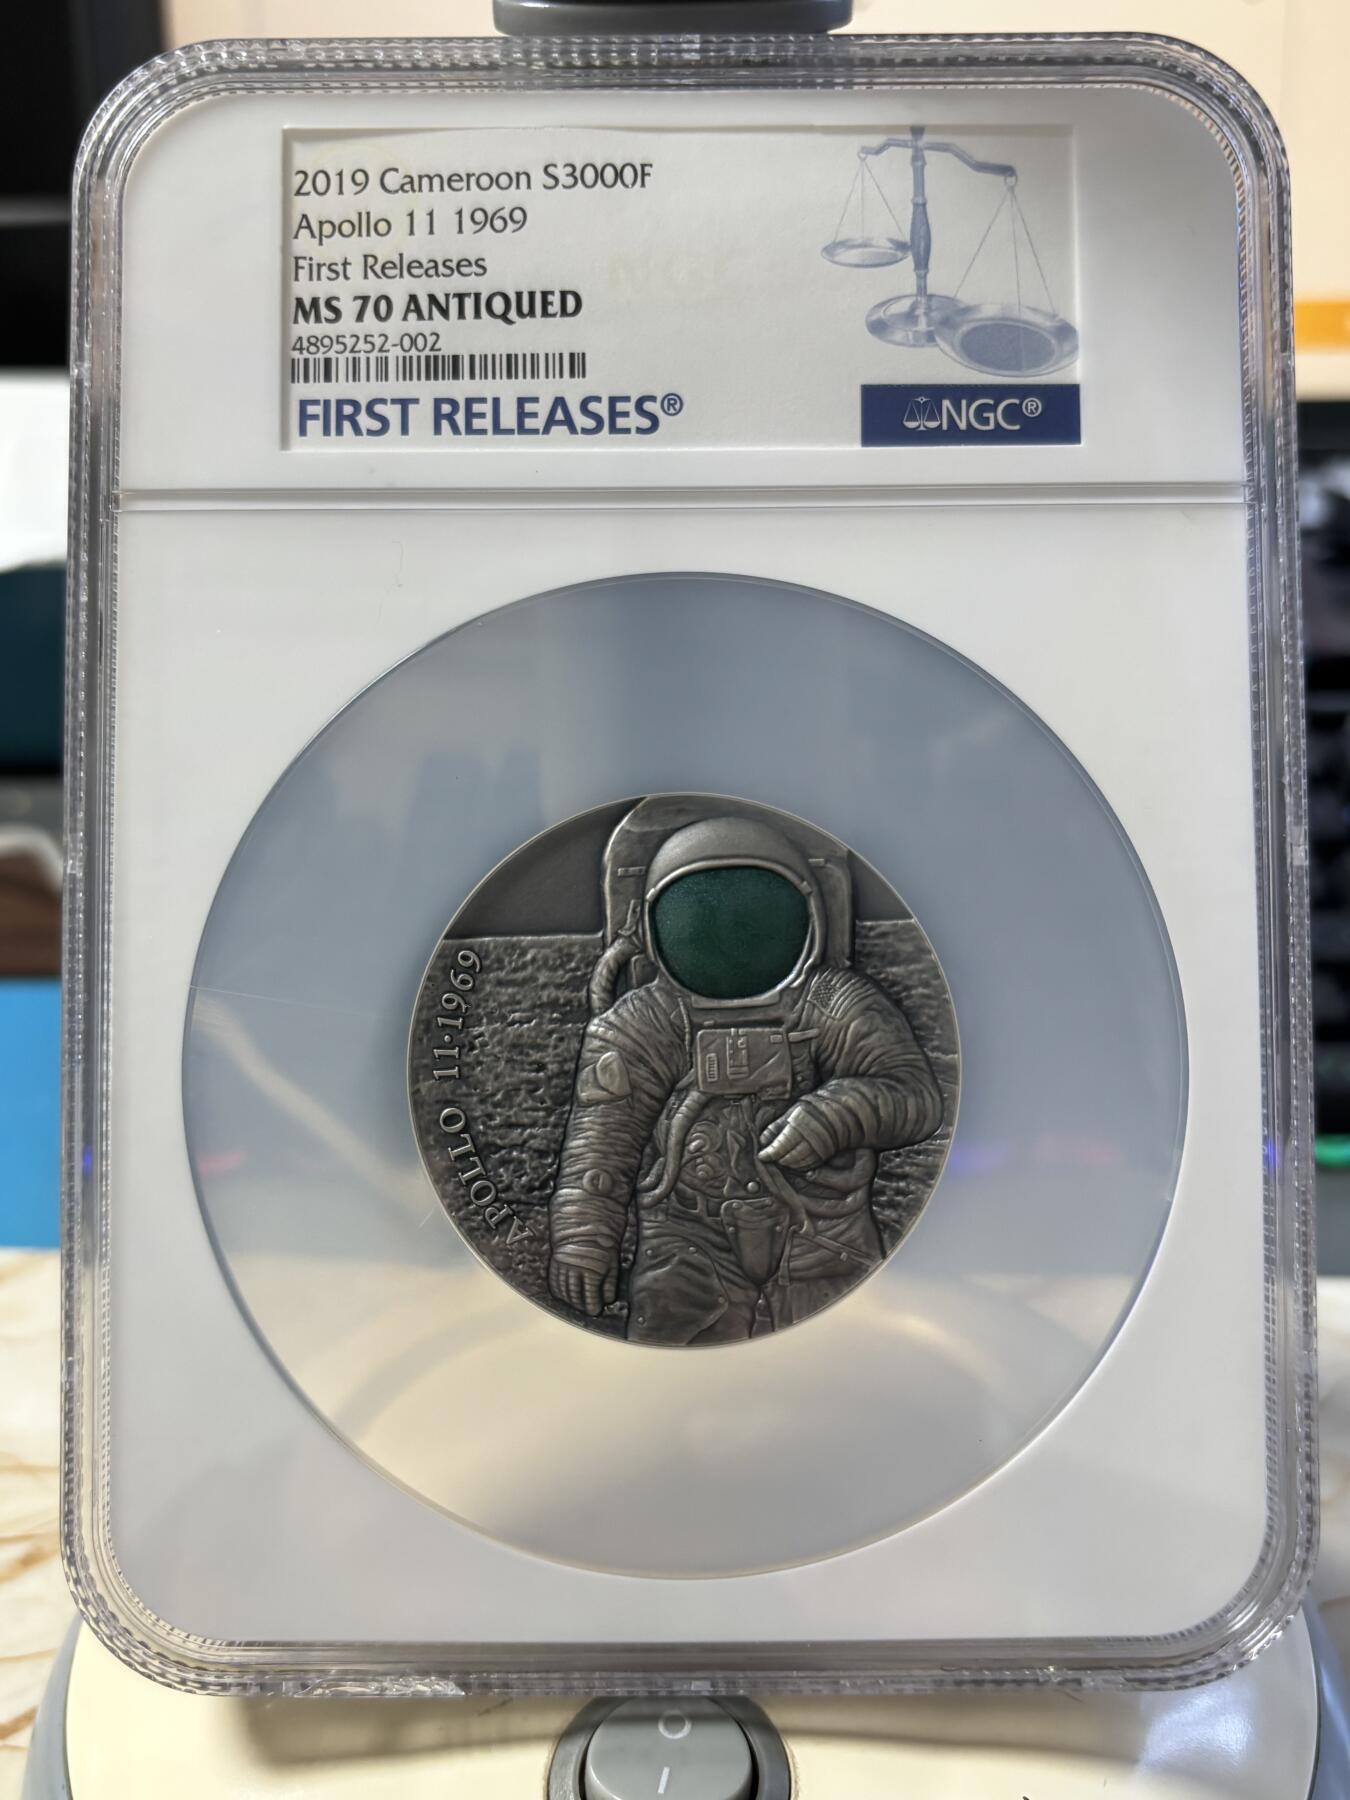 2019 Cameroon S3000F
Apollo 11 1969
First Releases
MS 70 ANTIQUED
4895252-002
FIRST RELEASES®
NGC®
APOLLO 11·1969